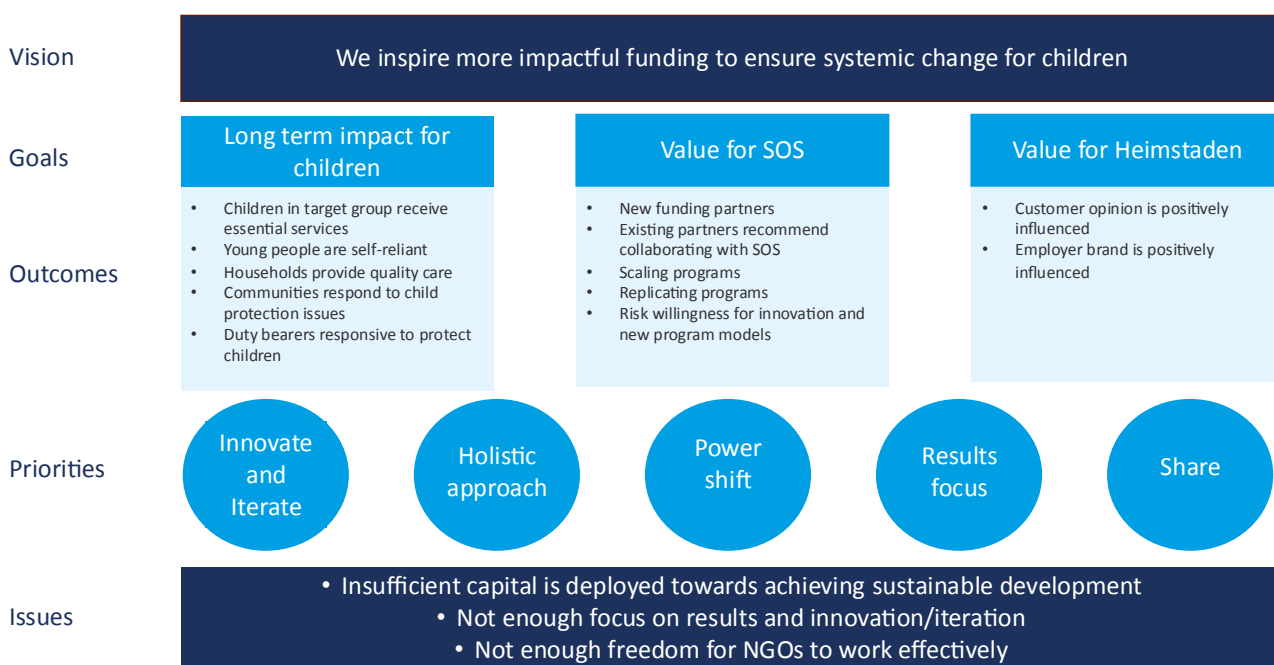 Vision
We inspire more impactful funding to ensure systemic change for children
Goals
Long term impact for
children
Value for SOS
Value for Heimstaden
Outcomes
• Children in target group receive
essential services
• Young people are self-reliant
• Households provide quality care
• Communities respond to child
protection issues
• Duty bearers responsive to protect
children
• New funding partners
• Existing partners recommend
collaborating with SOS
• Scaling programs
• Replicating programs
• Risk willingness for innovation and
new program models
• Customer opinion is positively
influenced
• Employer brand is positively
influenced
Priorities
Innovate
and
Iterate
Holistic
approach
Power
shift
Results
focus
Share
Issues
• Insufficient capital is deployed towards achieving sustainable development
• Not enough focus on results and innovation/iteration
• Not enough freedom for NGOs to work effectively